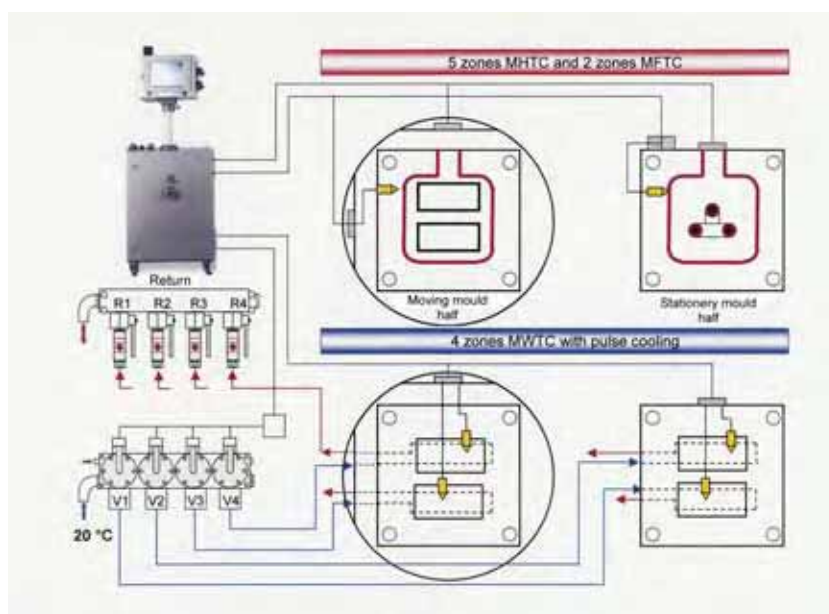 5 zones MHTC and 2 zones MFTC
Return
R1 R2 R3 R4
Moving mould
half
Stationery mould
half
4 zones MWTC with pulse cooling
V1 V2 V3 V4
20 °C